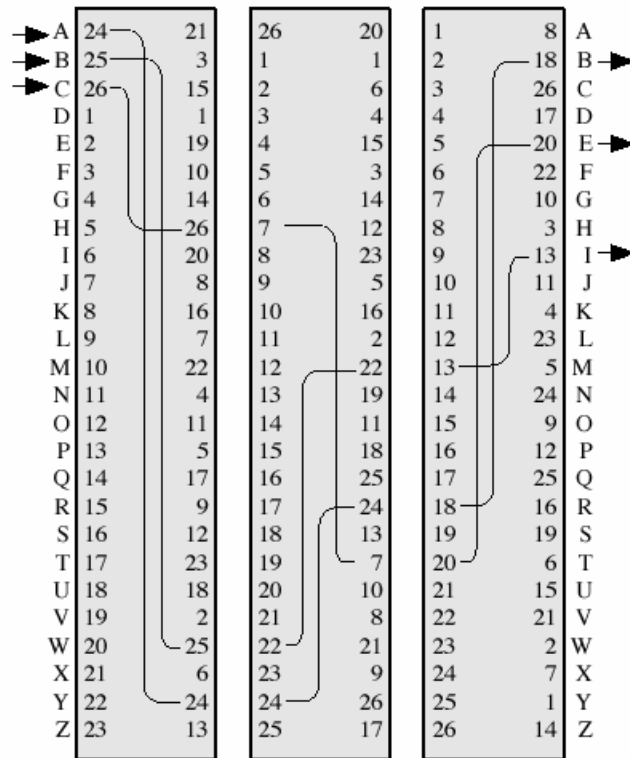 A 24 21 26 20 1 8 A
B 25 3 1 1 2 18 B
C 26 15 2 6 3 26 C
D 1 1 3 4 4 17 D
E 2 19 4 15 5 20 E
F 3 10 5 3 6 22 F
G 4 14 6 14 7 10 G
H 5 26 7 12 8 3 H
I 6 20 8 23 9 13 I
J 7 8 9 5 10 11 J
K 8 16 10 16 11 4 K
L 9 7 11 2 12 23 L
M 10 22 12 22 13 5 M
N 11 4 13 19 14 24 N
O 12 11 14 11 15 9 O
P 13 5 15 18 16 12 P
Q 14 17 16 25 17 25 Q
R 15 9 17 24 18 16 R
S 16 12 18 13 19 19 S
T 17 23 19 7 20 6 T
U 18 18 20 10 21 15 U
V 19 2 21 8 22 21 V
W 20 25 22 21 23 2 W
X 21 6 23 9 24 7 X
Y 22 24 24 26 25 1 Y
Z 23 13 25 17 26 14 Z